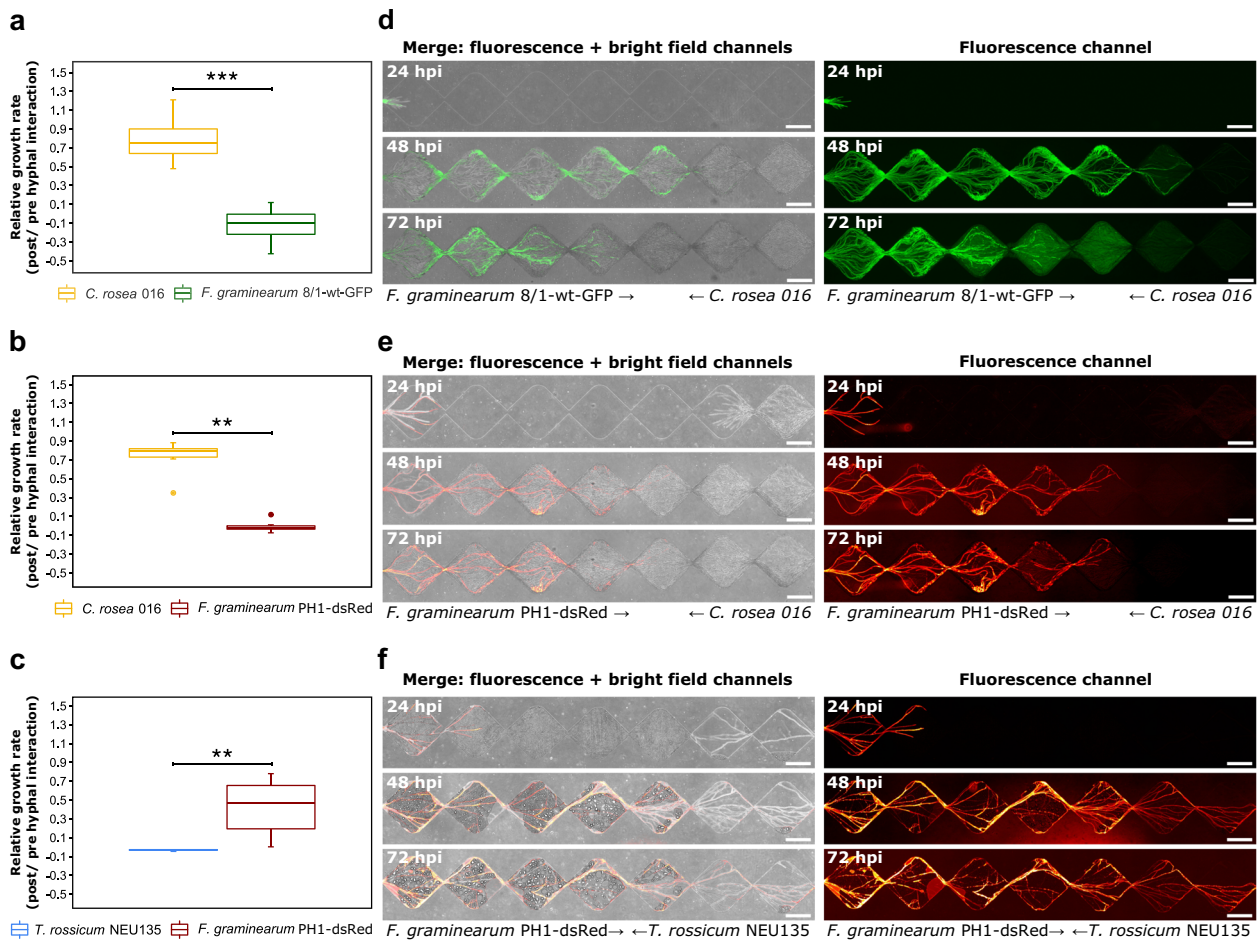 a
Relative growth rate
(post/ pre hyphal interaction)
1.5
1.3
1.1
0.9
0.7
0.5
0.3
0.1
-0.1
-0.3
-0.5
***
C. rosea 016 F. graminearum 8/1-wt-GFP
d
Merge: fluorescence + bright field channels Fluorescence channel
24 hpi 24 hpi
48 hpi 48 hpi
72 hpi 72 hpi
F. graminearum 8/1-wt-GFP → ← C. rosea 016 F. graminearum 8/1-wt-GFP → ← C. rosea 016
b
Relative growth rate
(post/ pre hyphal interaction)
1.5
1.3
1.1
0.9
0.7
0.5
0.3
0.1
-0.1
-0.3
-0.5
**
C. rosea 016 F. graminearum PH1-dsRed
e
Merge: fluorescence + bright field channels Fluorescence channel
24 hpi 24 hpi
48 hpi 48 hpi
72 hpi 72 hpi
F. graminearum PH1-dsRed → ← C. rosea 016 F. graminearum PH1-dsRed → ← C. rosea 016
c
Relative growth rate
(post/ pre hyphal interaction)
1.5
1.3
1.1
0.9
0.7
0.5
0.3
0.1
-0.1
-0.3
-0.5
**
T. rossicum NEU135 F. graminearum PH1-dsRed
f
Merge: fluorescence + bright field channels Fluorescence channel
24 hpi 24 hpi
48 hpi 48 hpi
72 hpi 72 hpi
F. graminearum PH1-dsRed→ ←T. rossicum NEU135 F. graminearum PH1-dsRed→ ←T. rossicum NEU135